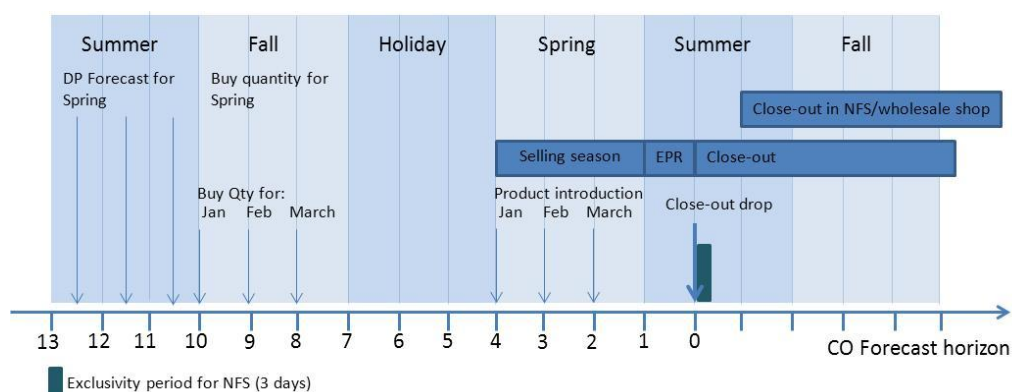 Summer Fall Holiday Spring Summer Fall
DP Forecast for
Spring
Buy quantity for
Spring
Close-out in NFS/wholesale shop
Selling season EPR Close-out
Buy Qty for:
Jan Feb March
Product introduction
Jan Feb March
Close-out drop
13 12 11 10 9 8 7 6 5 4 3 2 1 0
CO Forecast horizon
Exclusivity period for NFS (3 days)